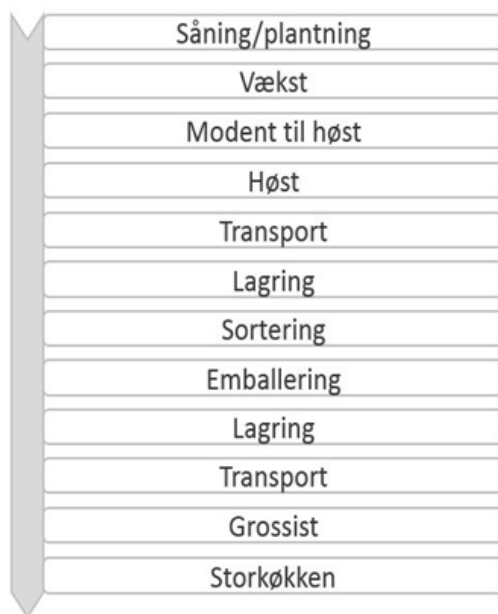 Såning/plantning
Vækst
Modent til høst
Høst
Transport
Lagring
Sortering
Emballering
Lagring
Transport
Grossist
Storkøkken